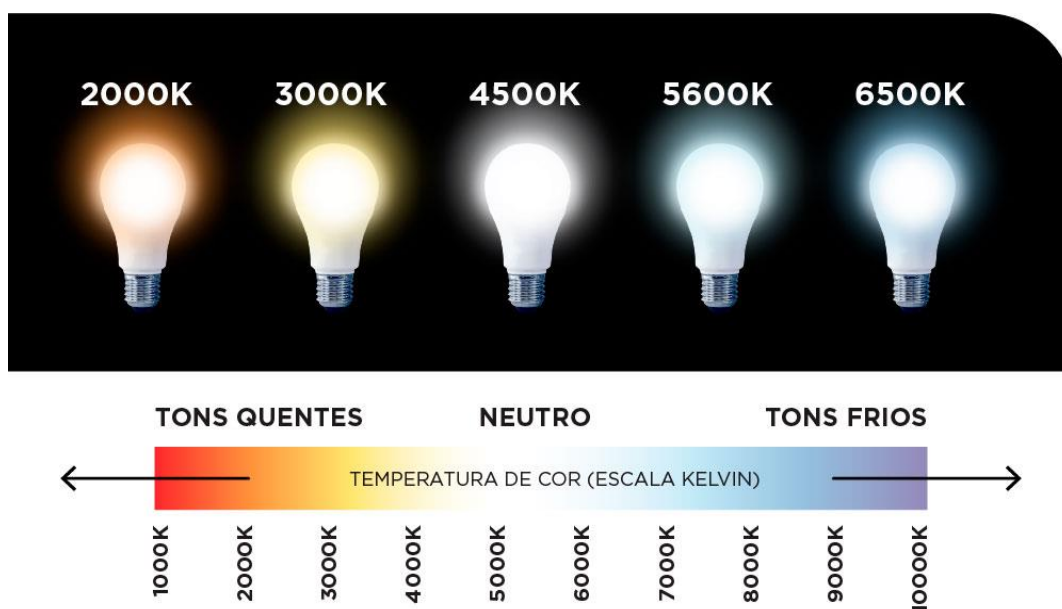 2000K 3000K 4500K 5600K 6500K
TONS QUENTES NEUTRO TONS FRIOS
TEMPERATURA DE COR (ESCALA KELVIN)
1000K 2000K 3000K 4000K 5000K 6000K 7000K 8000K 9000K 10000K